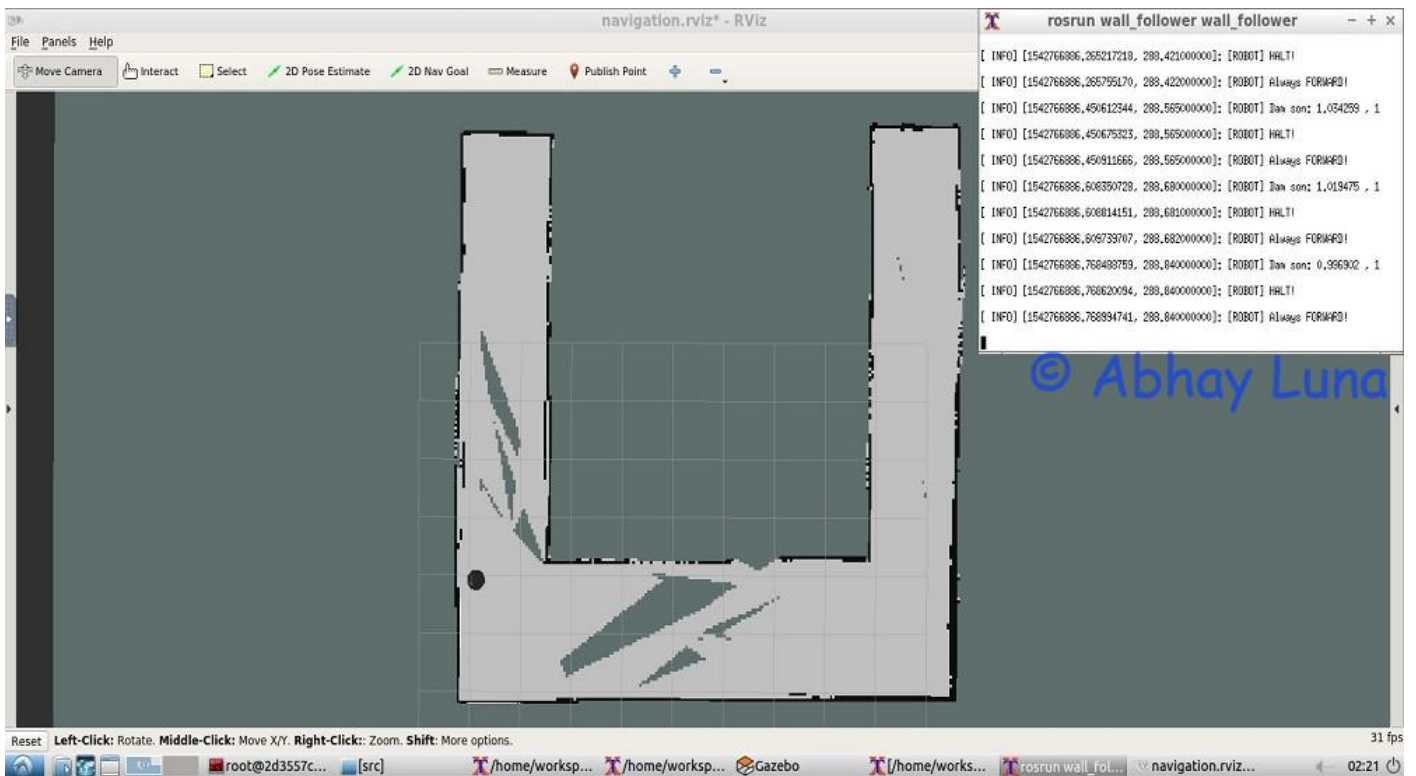 navigation.rviz* - RViz
rosrun wall_follower wall_follower
File Panels Help
Move Camera Interact Select 2D Pose Estimate 2D Nav Goal Measure Publish Point
[ INFO] [1542766886.265217218, 288.421000000]: [ROBOT] HALT!
[ INFO] [1542766886.265755170, 288.422000000]: [ROBOT] Always FORWARD!
[ INFO] [1542766886.450612344, 288.565000000]: [ROBOT] Dam son: 1.034259 , 1
[ INFO] [1542766886.450675323, 288.565000000]: [ROBOT] HALT!
[ INFO] [1542766886.450911666, 288.565000000]: [ROBOT] Always FORWARD!
[ INFO] [1542766886.608350728, 288.680000000]: [ROBOT] Dam son: 1.019475 , 1
[ INFO] [1542766886.608814151, 288.681000000]: [ROBOT] HALT!
[ INFO] [1542766886.609739707, 288.682000000]: [ROBOT] Always FORWARD!
[ INFO] [1542766886.768488759, 288.840000000]: [ROBOT] Dam son: 0.996902 , 1
[ INFO] [1542766886.768620094, 288.840000000]: [ROBOT] HALT!
[ INFO] [1542766886.768994741, 288.840000000]: [ROBOT] Always FORWARD!
© Abhay Luna
Reset Left-Click: Rotate. Middle-Click: Move X/Y. Right-Click:: Zoom. Shift: More options. 31 fps
root@2d3557c... [src] /home/worksp... /home/worksp... Gazebo [/home/works... rosrun wall_fol... navigation.rviz... 02:21